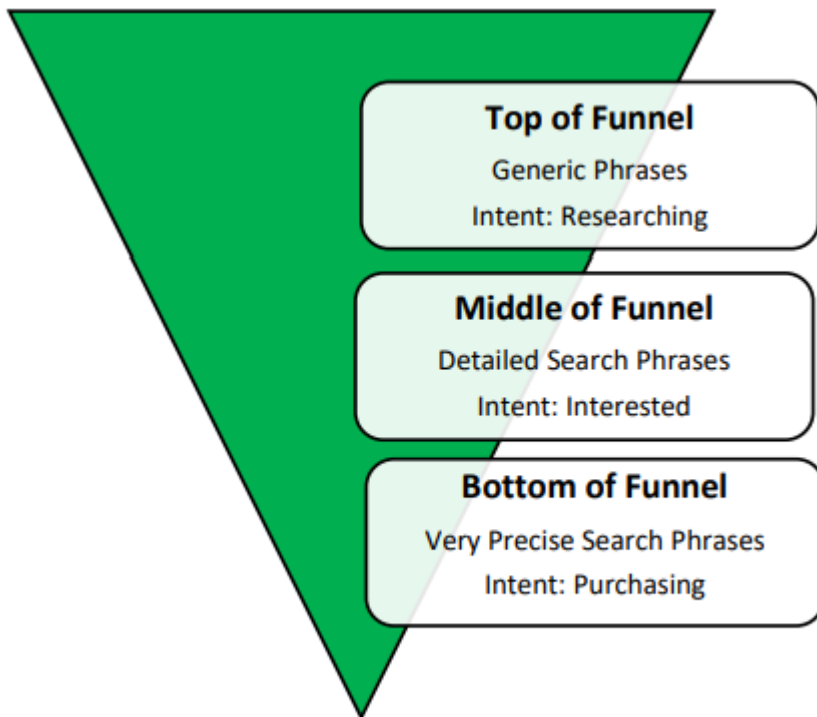 Top of Funnel
Generic Phrases
Intent: Researching
Middle of Funnel
Detailed Search Phrases
Intent: Interested
Bottom of Funnel
Very Precise Search Phrases
Intent: Purchasing